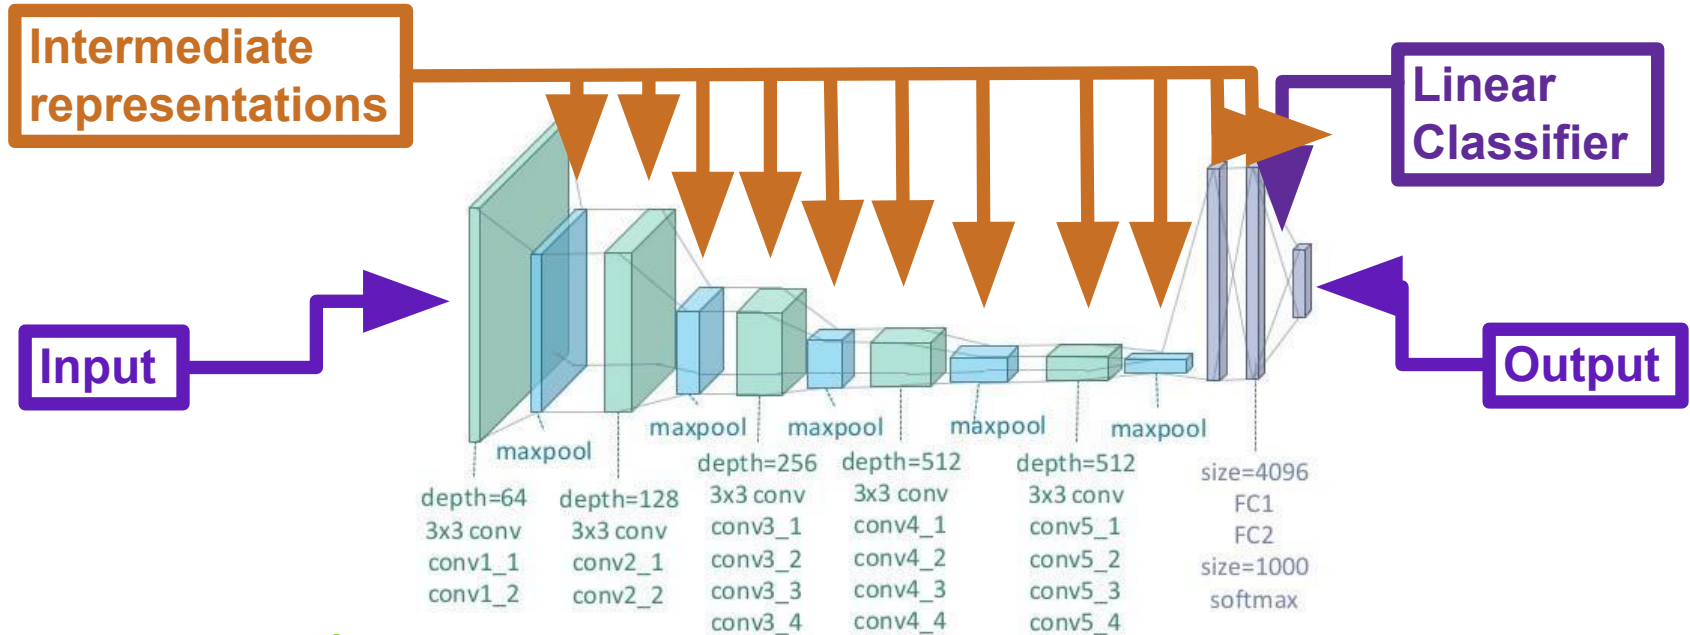 Intermediate
representations
Linear
Classifier
Input
Output
maxpool
maxpool
maxpool
maxpool
maxpool
depth=64
3x3 conv
conv1_1
conv1_2
depth=128
3x3 conv
conv2_1
conv2_2
depth=256
3x3 conv
conv3_1
conv3_2
conv3_3
conv3_4
depth=512
3x3 conv
conv4_1
conv4_2
conv4_3
conv4_4
depth=512
3x3 conv
conv5_1
conv5_2
conv5_3
conv5_4
size=4096
FC1
FC2
size=1000
softmax